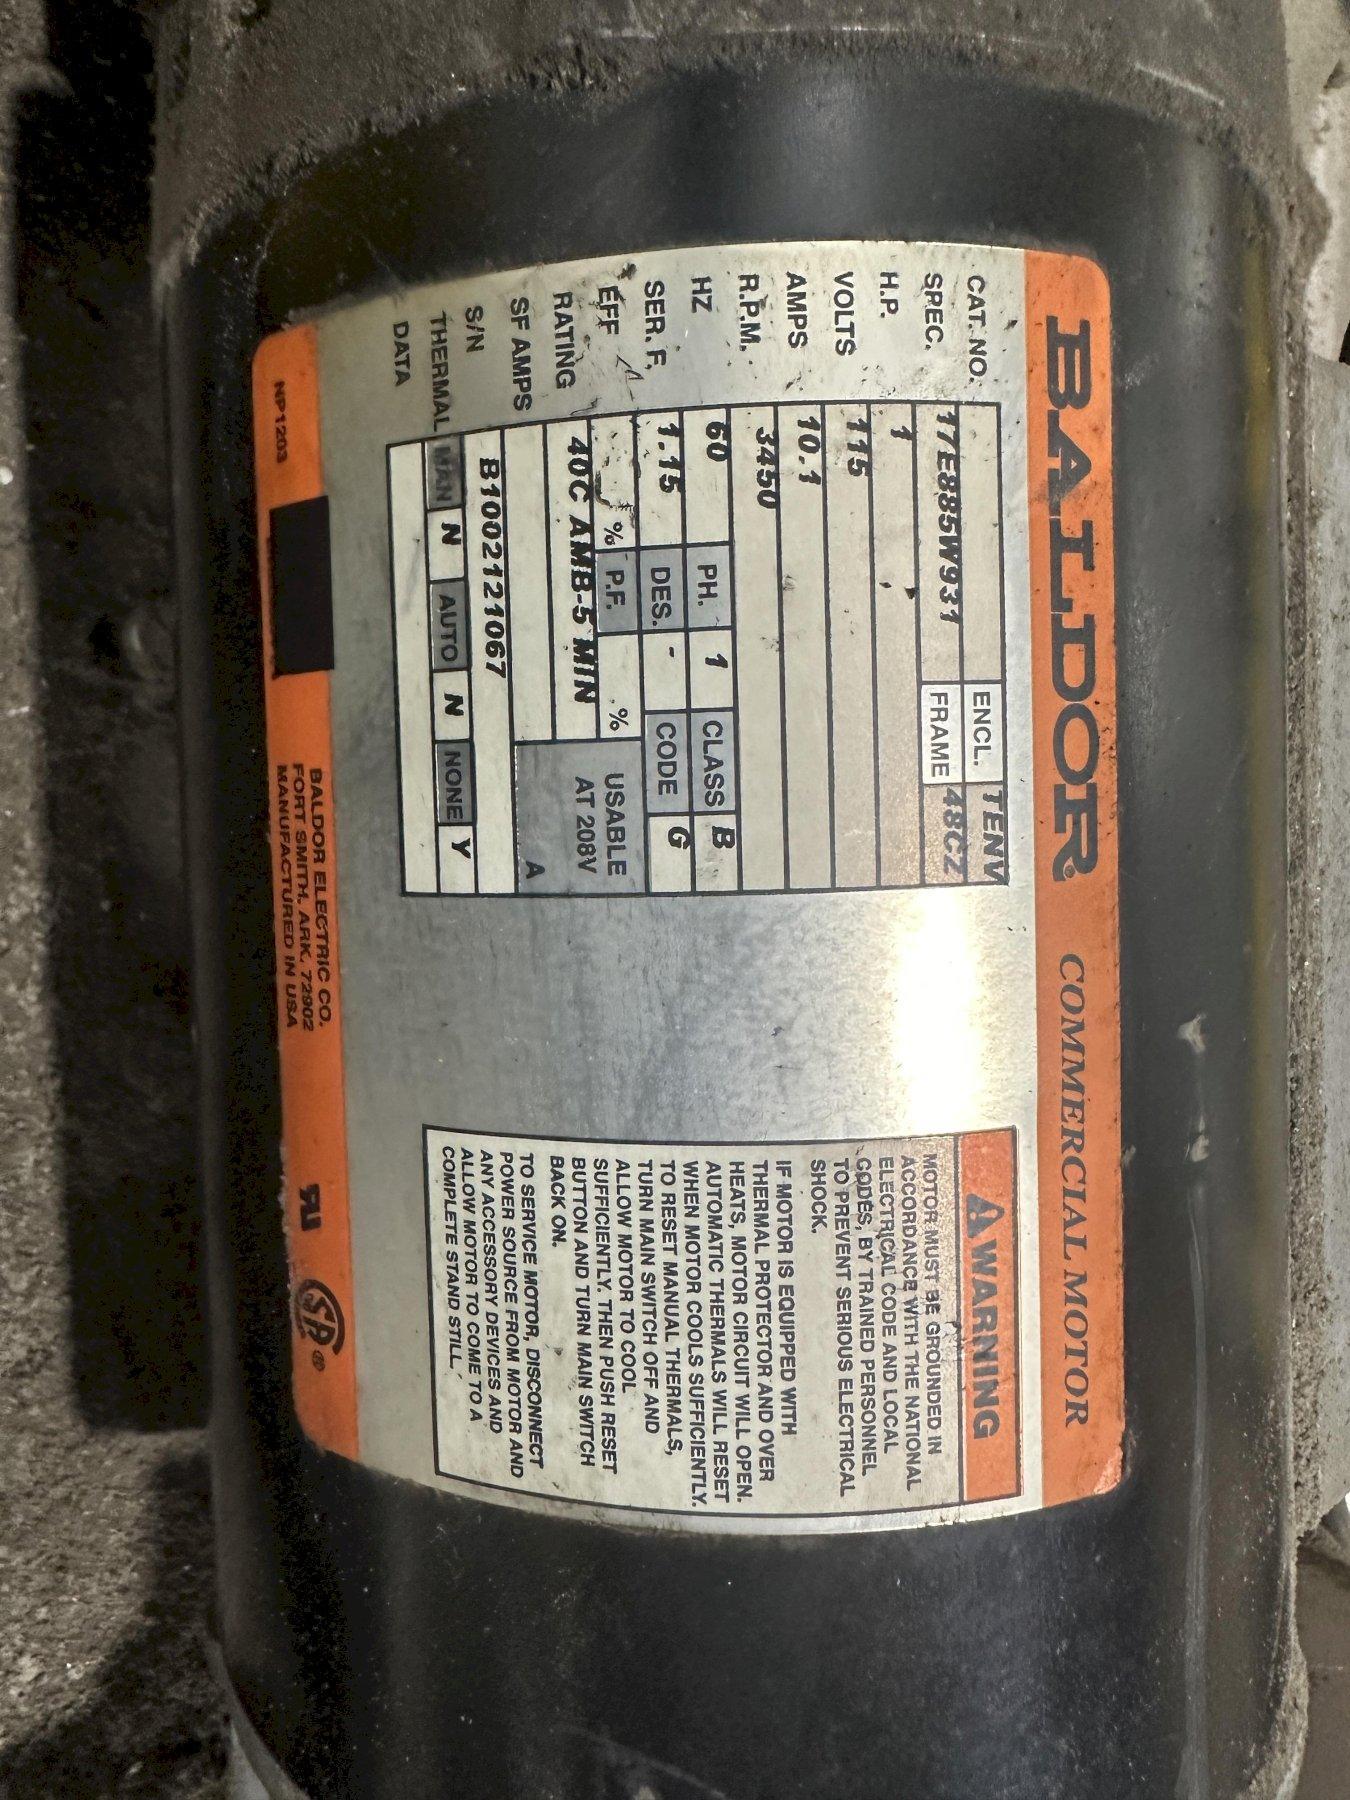 BALDOR® COMMERCIAL MOTOR
CAT. NO. ENCL. TENV
SPEC. 17E885W931 FRAME 48CZ
H.P. 1
VOLTS 115
AMPS 10.1
R.P.M. 3450
HZ 60 PH. 1 CLASS B
SER. F. 1.15 DES. - CODE G
EFF % P.F. % USABLE
RATING 40C AMB-5 MIN AT 208V
SF AMPS A
S/N B1002121067
THERMAL MAN N AUTO N NONE Y
DATA
NP1203
BALDOR ELECTRIC CO.
FORT SMITH, ARK. 72902
MANUFACTURED IN USA
WARNING
MOTOR MUST BE GROUNDED IN
ACCORDANCE WITH THE NATIONAL
ELECTRICAL CODE AND LOCAL
CODES, BY TRAINED PERSONNEL
TO PREVENT SERIOUS ELECTRICAL
SHOCK.
IF MOTOR IS EQUIPPED WITH
THERMAL PROTECTOR AND OVER
HEATS, MOTOR CIRCUIT WILL OPEN.
AUTOMATIC THERMALS WILL RESET
WHEN MOTOR COOLS SUFFICIENTLY.
TO RESET MANUAL THERMALS,
TURN MAIN SWITCH OFF AND
ALLOW MOTOR TO COOL
SUFFICIENTLY. THEN PUSH RESET
BUTTON AND TURN MAIN SWITCH
BACK ON.
TO SERVICE MOTOR, DISCONNECT
POWER SOURCE FROM MOTOR AND
ANY ACCESSORY DEVICES AND
ALLOW MOTOR TO COME TO A
COMPLETE STAND STILL.
SA ®